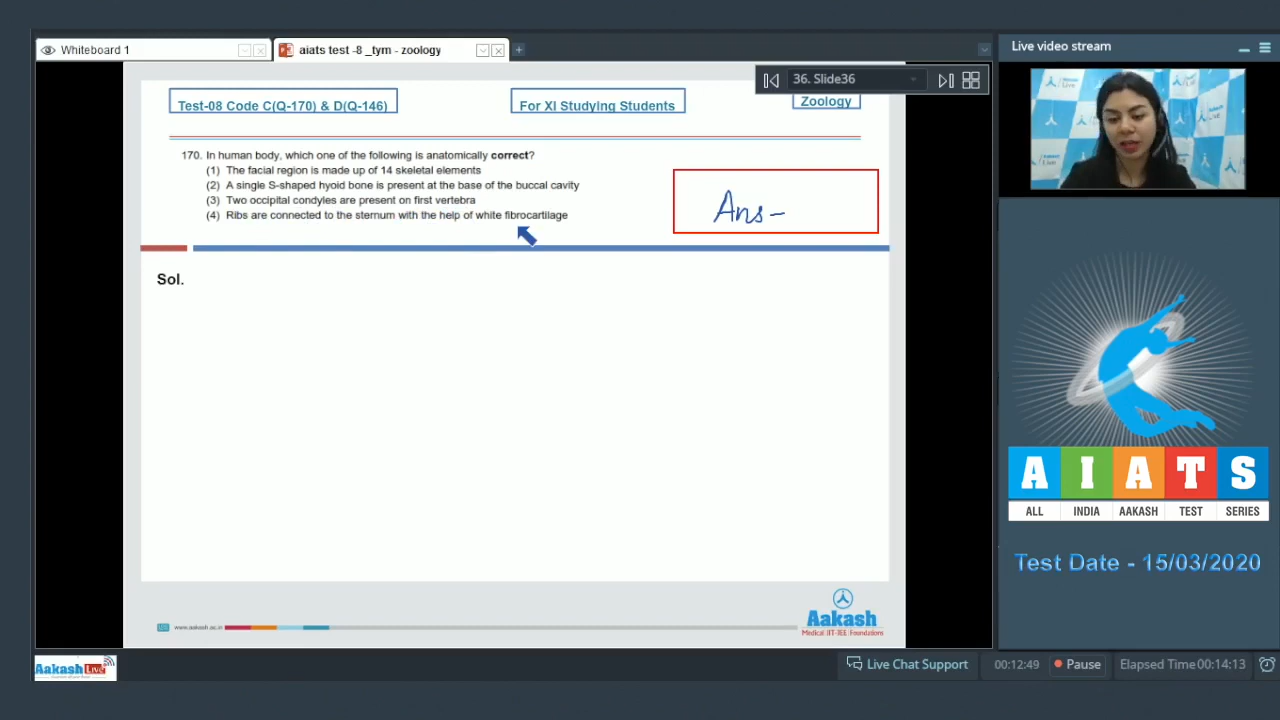 Whiteboard 1
aiats test -8 _tym - zoology
Live video stream
36. Slide36
Test-08 Code C(Q-170) & D(Q-146)
For XI Studying Students
Zoology
170. In human body, which one of the following is anatomically correct?
(1) The facial region is made up of 14 skeletal elements
(2) A single S-shaped hyoid bone is present at the base of the buccal cavity
(3) Two occipital condyles are present on first vertebra
(4) Ribs are connected to the sternum with the help of white fibrocartilage
Ans -
Sol.
A I A T S
ALL INDIA AAKASH TEST SERIES
Test Date - 15/03/2020
www.aakash.ac.in
Aakash
Medical | IIT-JEE | Foundations
Aakash Live
Live Chat Support
00:12:49
Pause
Elapsed Time 00:14:13